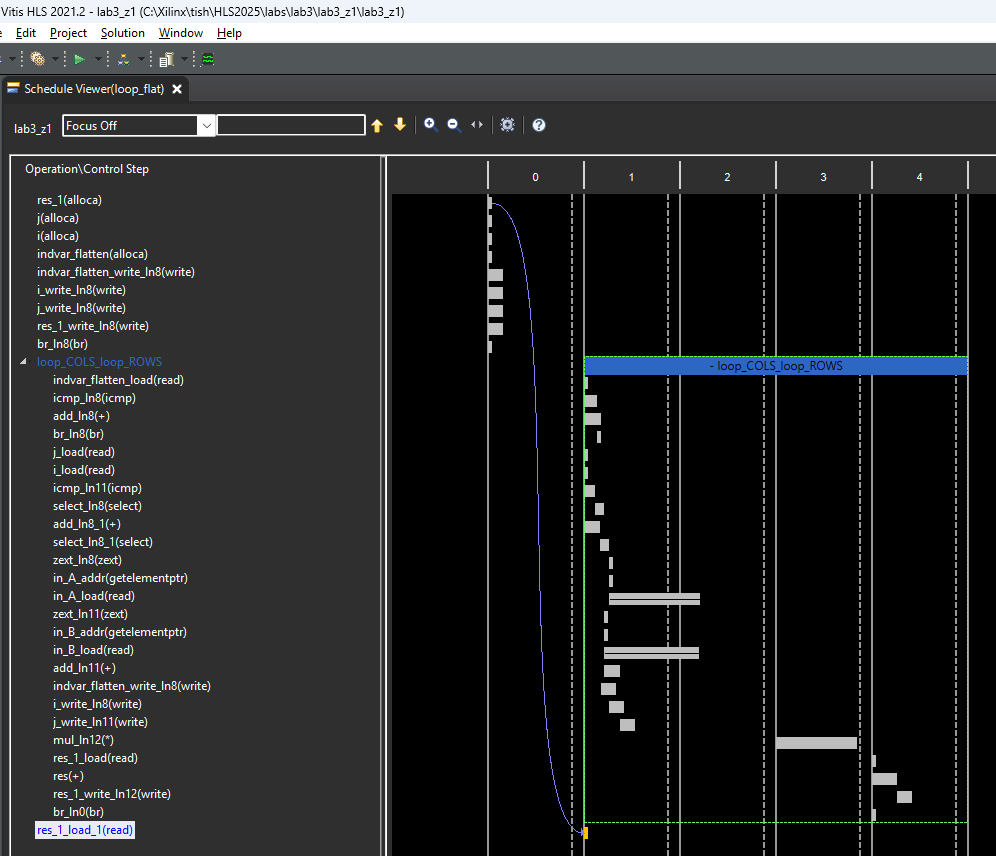 Vitis HLS 2021.2 - lab3_z1 (C:\Xilinx\tish\HLS2025\labs\lab3\lab3_z1\lab3_z1)
Edit Project Solution Window Help
Schedule Viewer(loop_flat)
lab3_z1 Focus Off
Operation\Control Step 0 1 2 3 4
res_1(alloca)
j(alloca)
i(alloca)
indvar_flatten(alloca)
indvar_flatten_write_ln8(write)
i_write_ln8(write)
j_write_ln8(write)
res_1_write_ln8(write)
br_ln8(br)
loop_COLS_loop_ROWS - loop_COLS_loop_ROWS
indvar_flatten_load(read)
icmp_ln8(icmp)
add_ln8(+)
br_ln8(br)
j_load(read)
i_load(read)
icmp_ln11(icmp)
select_ln8(select)
add_ln8_1(+)
select_ln8_1(select)
zext_ln8(zext)
in_A_addr(getelementptr)
in_A_load(read)
zext_ln11(zext)
in_B_addr(getelementptr)
in_B_load(read)
add_ln11(+)
indvar_flatten_write_ln8(write)
i_write_ln8(write)
j_write_ln11(write)
mul_ln12(*)
res_1_load(read)
res(+)
res_1_write_ln12(write)
br_ln0(br)
res_1_load_1(read)